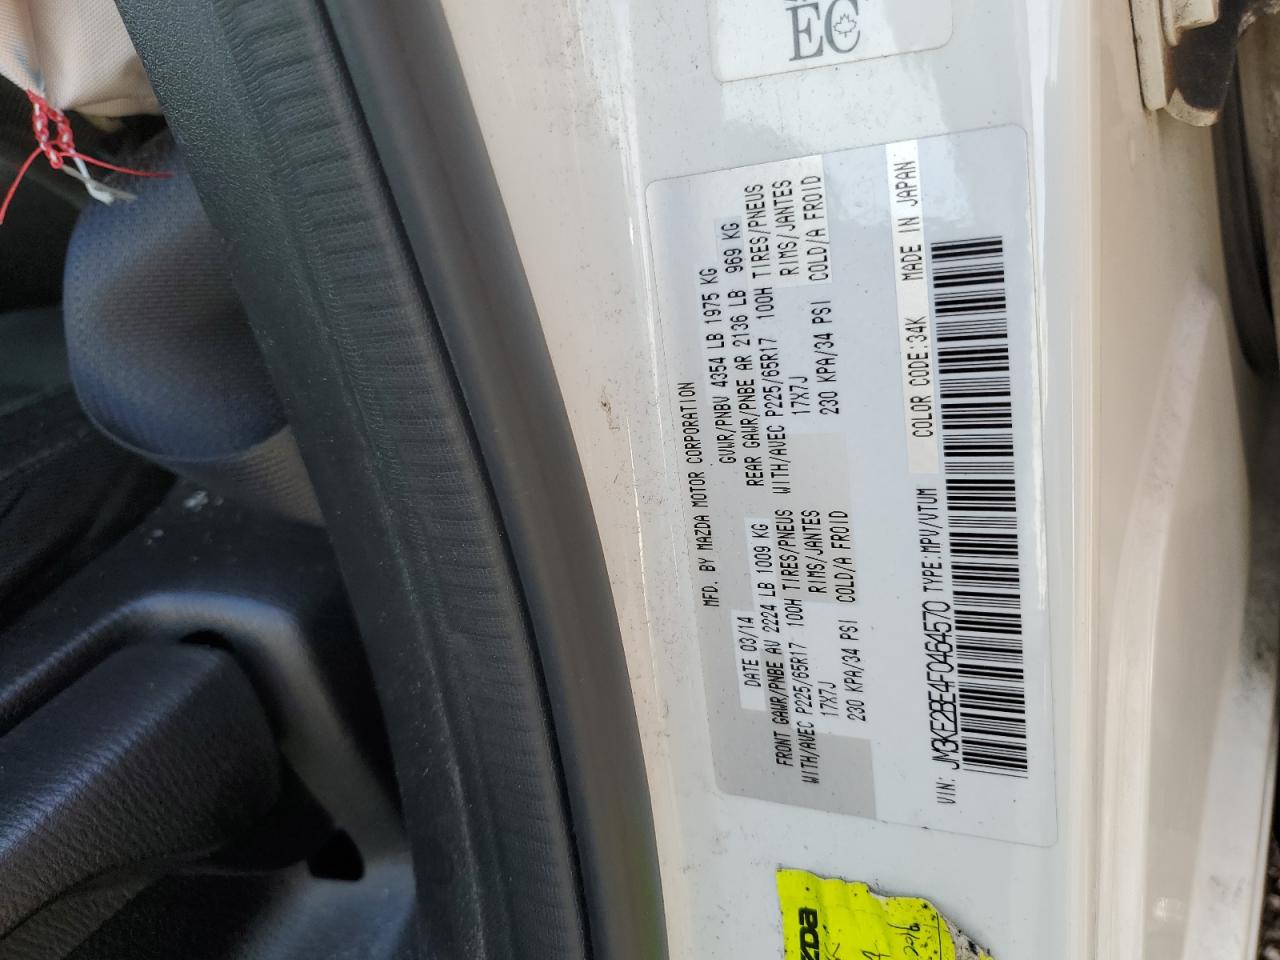 EC
MFD. BY MAZDA MOTOR CORPORATION
DATE 03/14 GVWR/PNBV 4354 LB 1975 KG
FRONT GAWR/PNBE AV 2224 LB 1009 KG REAR GAWR/PNBE AR 2136 LB 969 KG
WITH/AVEC P225/65R17 100H TIRES/PNEUS WITH/AVEC P225/65R17 100H TIRES/PNEUS
17X7J RIMS/JANTES 17X7J RIMS/JANTES
230 KPA/34 PSI COLD/A FROID 230 KPA/34 PSI COLD/A FROID
COLOR CODE:34K MADE IN JAPAN
VIN: JM3KE2BE4F0464570 TYPE:MPV/VTUM